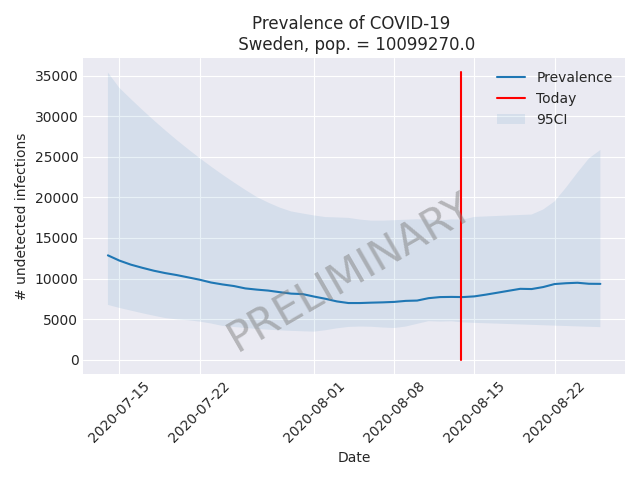 Prevalence of COVID-19
Sweden, pop. = 10099270.0
# undetected infections
35000
30000
25000
20000
15000
10000
5000
0
Prevalence
Today
95CI
PRELIMINARY
2020-07-15
2020-07-22
2020-08-01
2020-08-08
2020-08-15
2020-08-22
Date